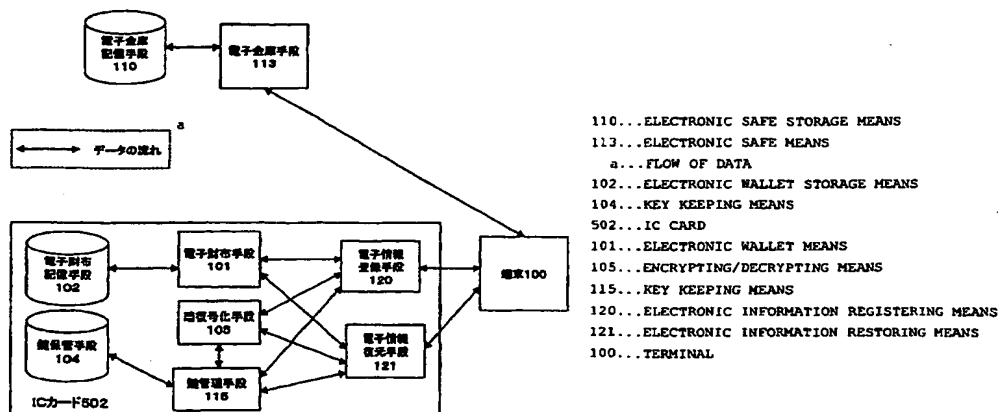 電子金庫
記憶手段
110
電子金庫手段
113
a
データの流れ
電子財布
記憶手段
102
鍵保管手段
104
ICカード502
電子財布手段
101
暗復号化手段
105
鍵管理手段
115
電子情報
登録手段
120
電子情報
復元手段
121
端末100
110...ELECTRONIC SAFE STORAGE MEANS
113...ELECTRONIC SAFE MEANS
a...FLOW OF DATA
102...ELECTRONIC WALLET STORAGE MEANS
104...KEY KEEPING MEANS
502...IC CARD
101...ELECTRONIC WALLET MEANS
105...ENCRYPTING/DECRYPTING MEANS
115...KEY KEEPING MEANS
120...ELECTRONIC INFORMATION REGISTERING MEANS
121...ELECTRONIC INFORMATION RESTORING MEANS
100...TERMINAL